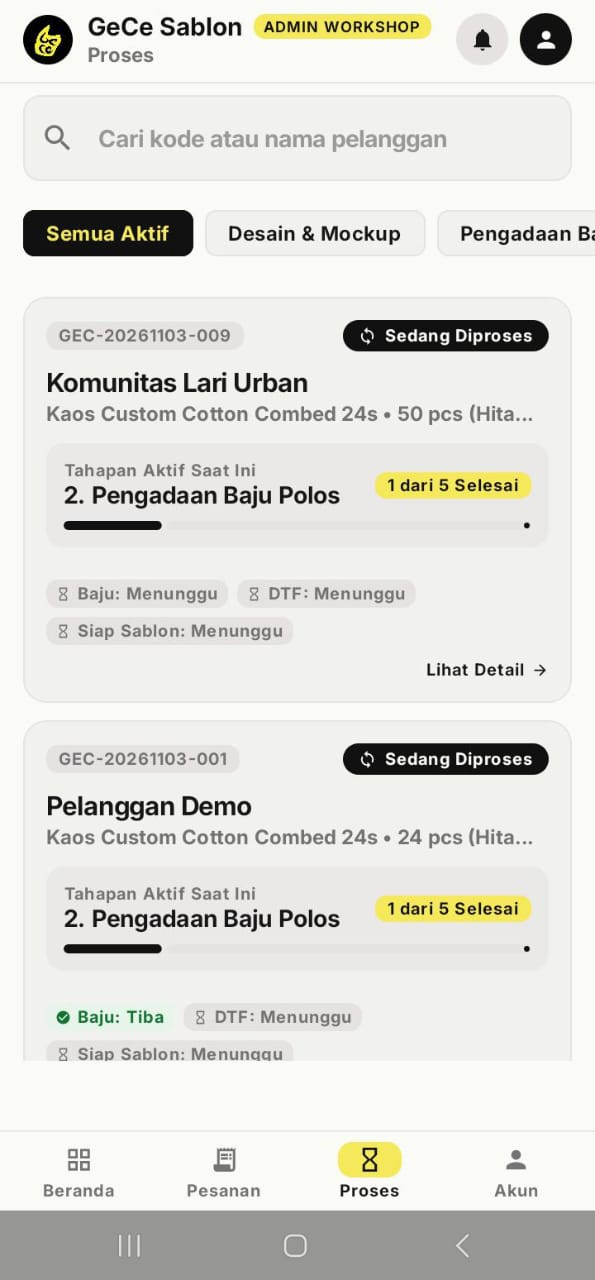 GeCe Sablon
ADMIN WORKSHOP
Proses
Cari kode atau nama pelanggan
Semua Aktif
Desain & Mockup
Pengadaan Ba
GEC-20261103-009
Sedang Diproses
Komunitas Lari Urban
Kaos Custom Cotton Combed 24s • 50 pcs (Hita...
Tahapan Aktif Saat Ini
2. Pengadaan Baju Polos
1 dari 5 Selesai
Baju: Menunggu
DTF: Menunggu
Siap Sablon: Menunggu
Lihat Detail →
GEC-20261103-001
Sedang Diproses
Pelanggan Demo
Kaos Custom Cotton Combed 24s • 24 pcs (Hita...
Tahapan Aktif Saat Ini
2. Pengadaan Baju Polos
1 dari 5 Selesai
Baju: Tiba
DTF: Menunggu
Siap Sablon: Menunggu
Beranda
Pesanan
Proses
Akun